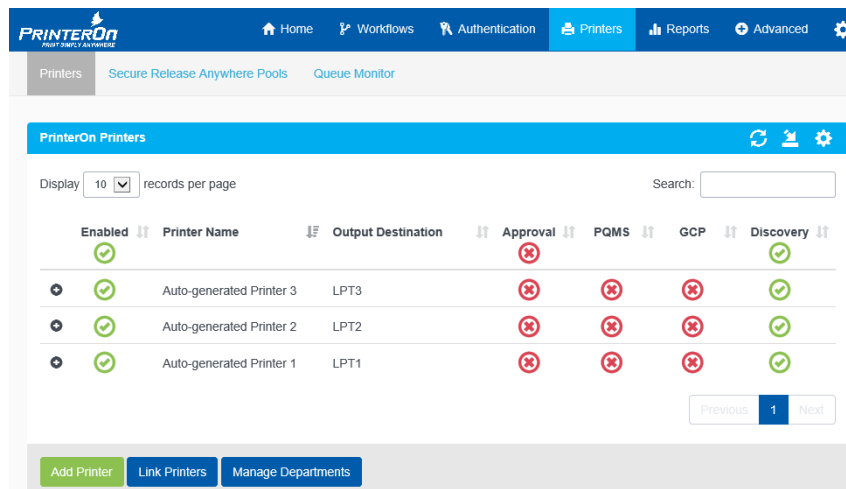 PRINTERON
PRINT SIMPLY ANYWHERE
Home Workflows Authentication Printers Reports Advanced
Printers Secure Release Anywhere Pools Queue Monitor
PrinterOn Printers
Display 10 records per page Search:
Enabled Printer Name Output Destination Approval PQMS GCP Discovery
Auto-generated Printer 3 LPT3
Auto-generated Printer 2 LPT2
Auto-generated Printer 1 LPT1
Previous 1 Next
Add Printer Link Printers Manage Departments